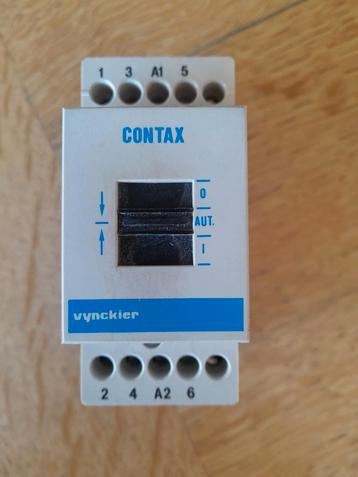 1 3 A1 5
CONTAX
0
AUT.
I
vynckier
2 4 A2 6